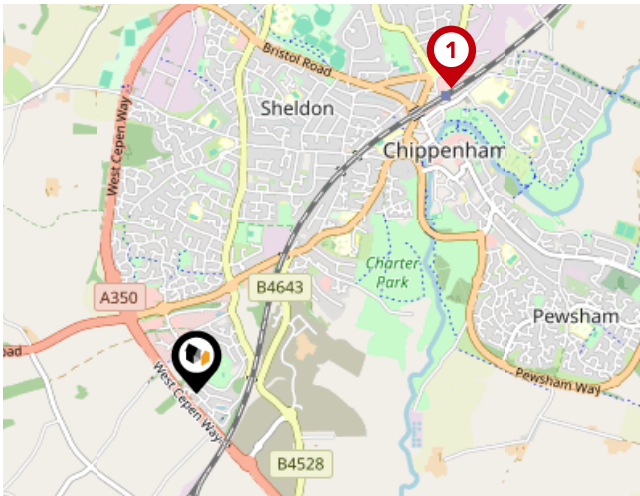 1
Bristol Road
Sheldon
West Cepen Way
Chippenham
Charter
Park
B4643
A350
Pewsham
oad
Pewsham Way
West Cepen Way
B4528